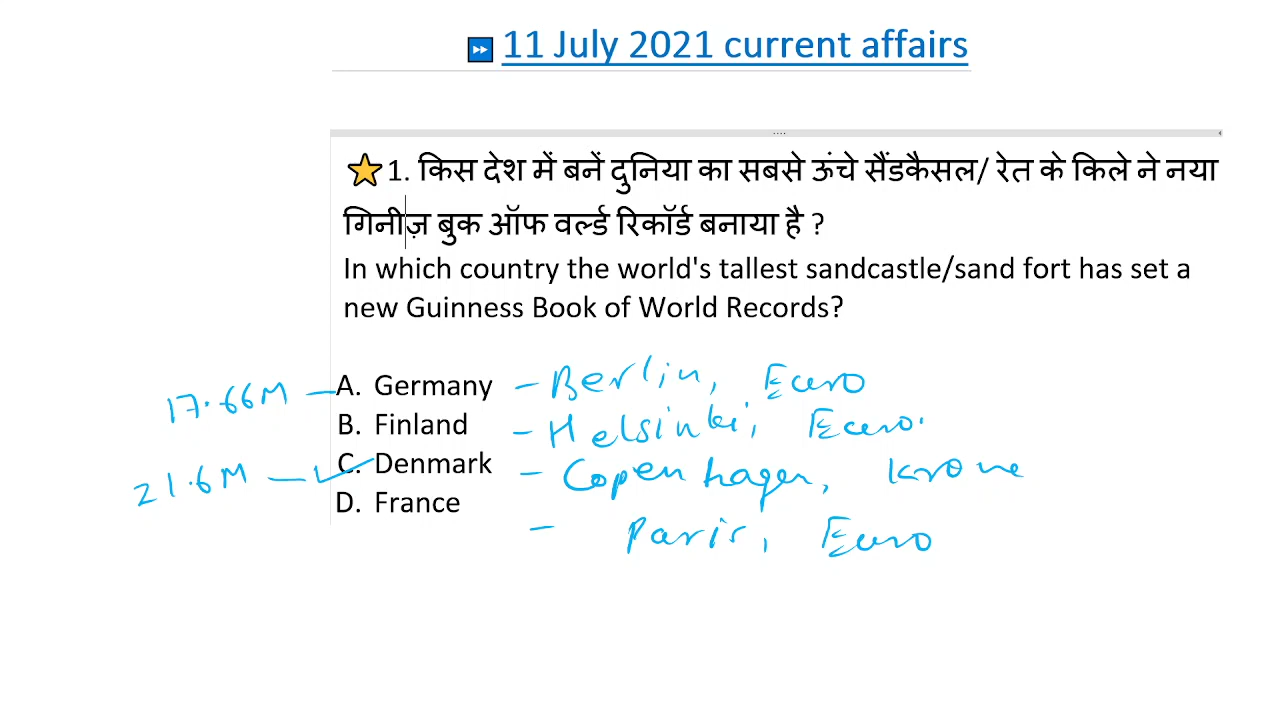 11 July 2021 current affairs
1. किस देश में बनें दुनिया का सबसे ऊंचे सैंडकैसल/ रेत के किले ने नया
गिनीज़ बुक ऑफ वर्ल्ड रिकॉर्ड बनाया है ?
In which country the world's tallest sandcastle/sand fort has set a
new Guinness Book of World Records?
17.66M — A. Germany – Berlin, Euro
B. Finland – Helsinki, Euro.
21.6M — C. Denmark – Copenhagen, Krone
D. France – Paris, Euro